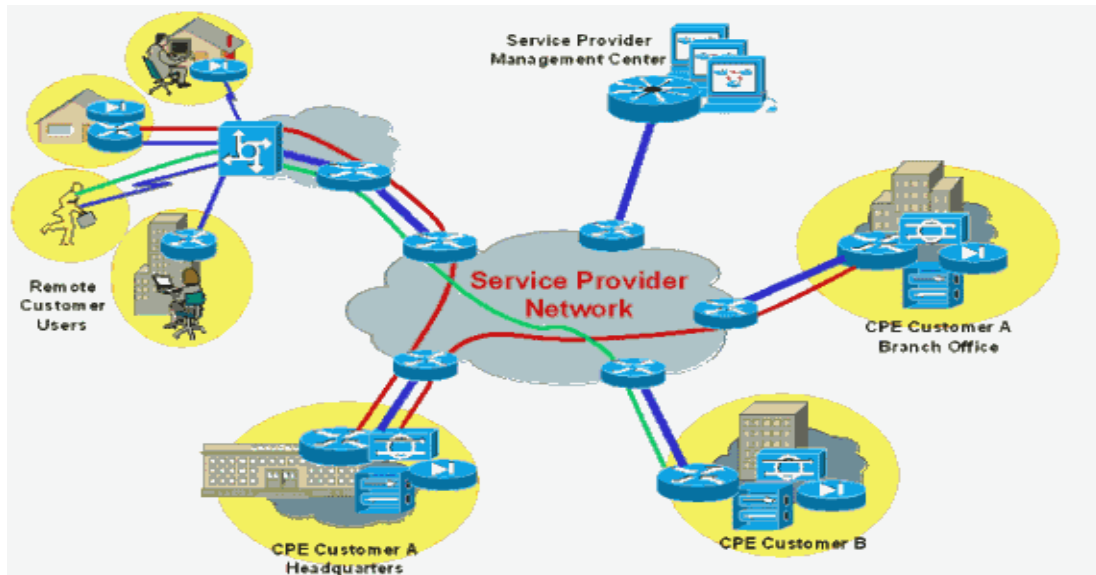 Service Provider
Management Center
Remote
Customer
Users
Service Provider
Network
CPE Customer A
Branch Office
CPE Customer A
Headquarters
CPE Customer B